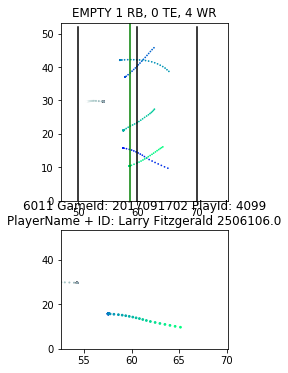 EMPTY 1 RB, 0 TE, 4 WR
50
40
30
20
10
0
50 60 70
6011 GameId: 2017091702 PlayId: 4099
PlayerName + ID: Larry Fitzgerald 2506106.0
40
20
0
55 60 65 70